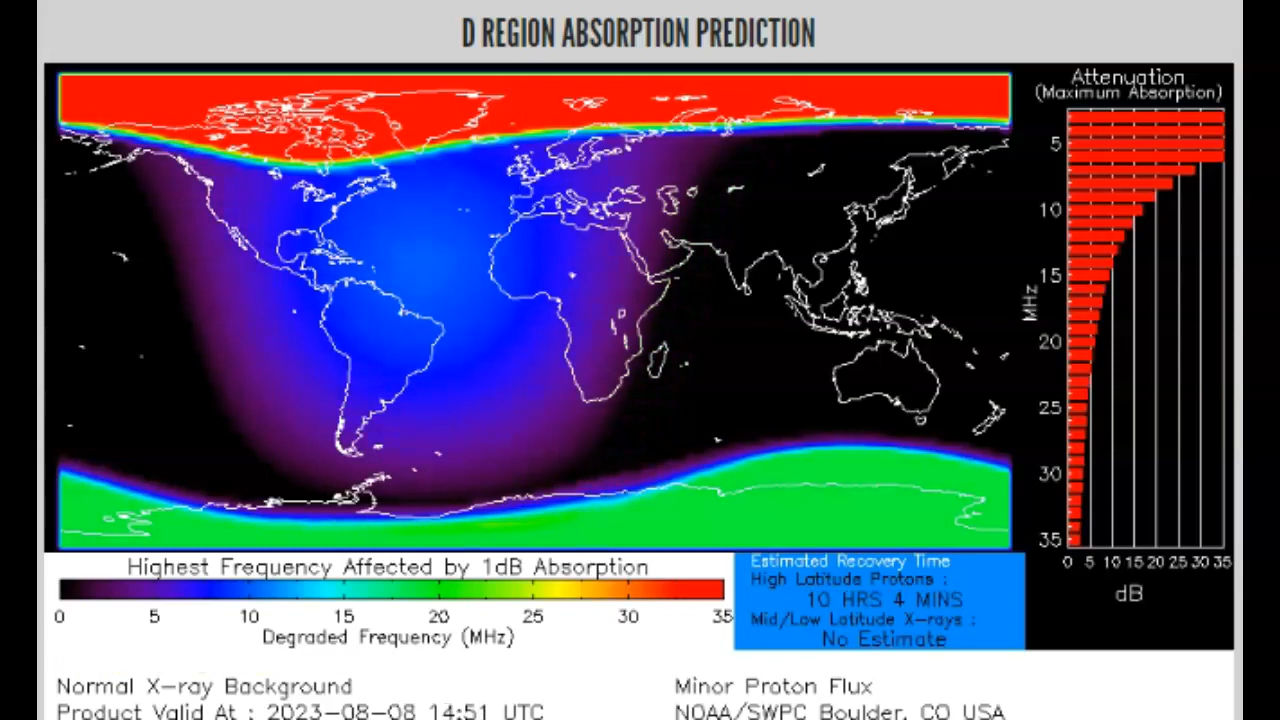 D REGION ABSORPTION PREDICTION
Attenuation
(Maximum Absorption)
5
10
15
20
25
30
35
MHz
0 5 10 15 20 25 30 35
dB
Highest Frequency Affected by 1dB Absorption
0 5 10 15 20 25 30 35
Degraded Frequency (MHz)
Estimated Recovery Time
High Latitude Protons :
10 HRS 4 MINS
Mid/Low Latitude X-rays :
No Estimate
Normal X-ray Background
Product Valid At : 2023-08-08 14:51 UTC
Minor Proton Flux
NOAA/SWPC Boulder, CO USA